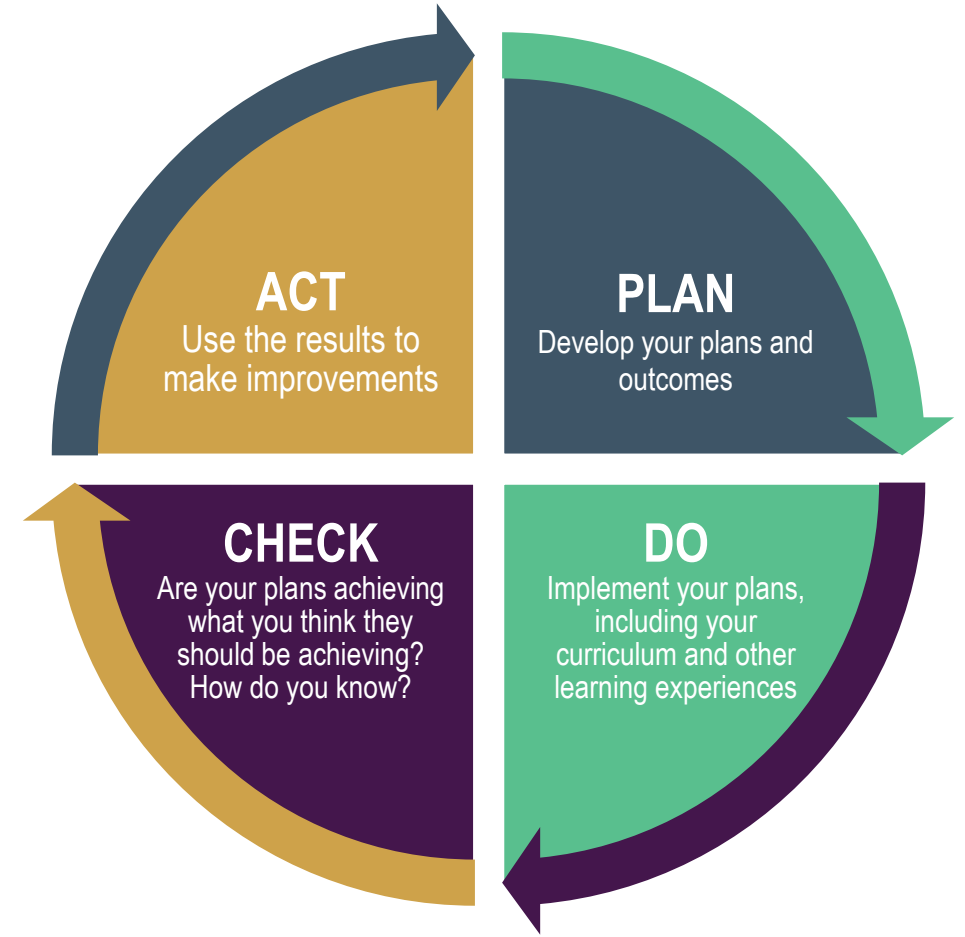 ACT
Use the results to
make improvements
PLAN
Develop your plans and
outcomes
CHECK
Are your plans achieving
what you think they
should be achieving?
How do you know?
DO
Implement your plans,
including your
curriculum and other
learning experiences